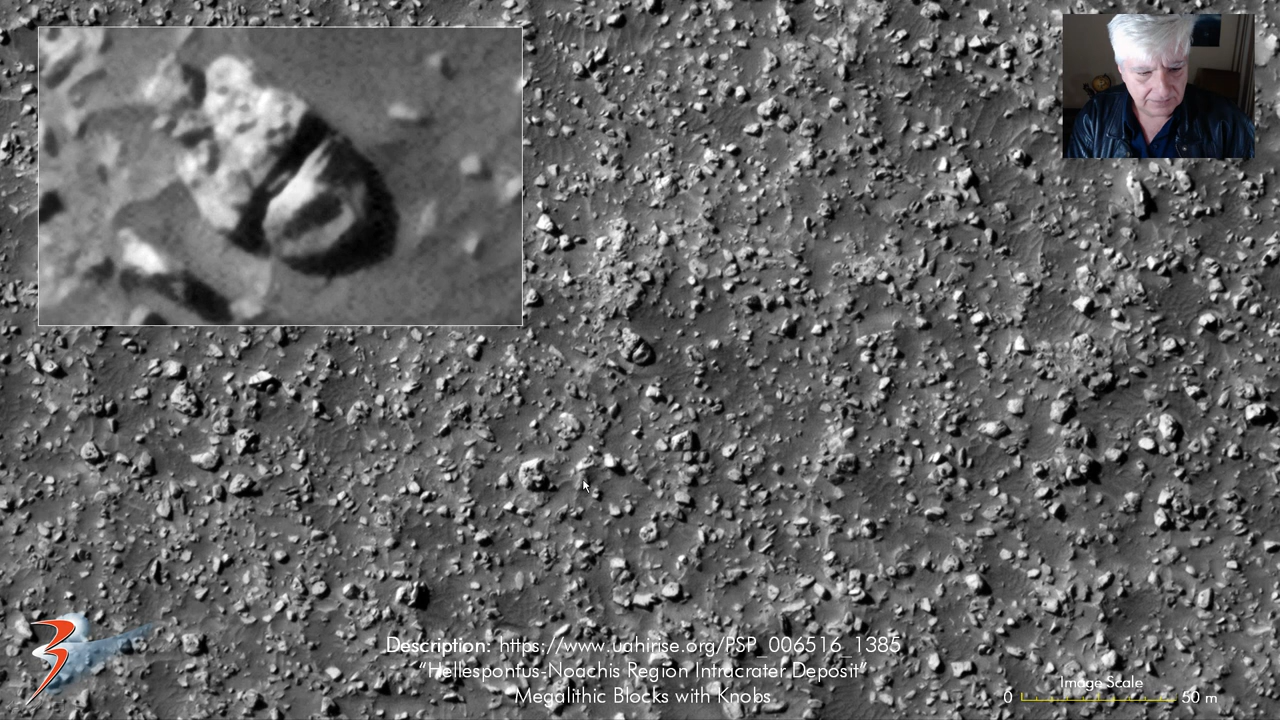 Description: https://www.uahirise.org/PSP_006516_1385
"Hellespontus-Noachis Region Intracrater Deposit"
Megalithic Blocks with Knobs
Image Scale
0 50 m